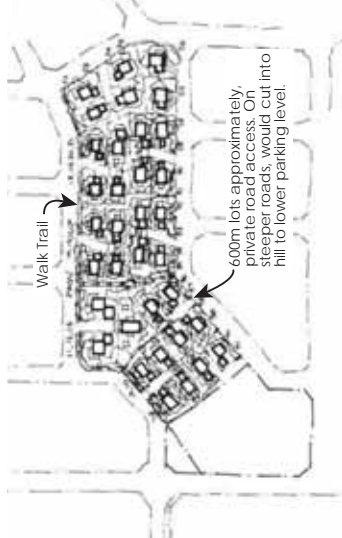 Walk Trail
600m lots approximately,
private road access. On
steeper roads, would cut into
hill to lower parking level.